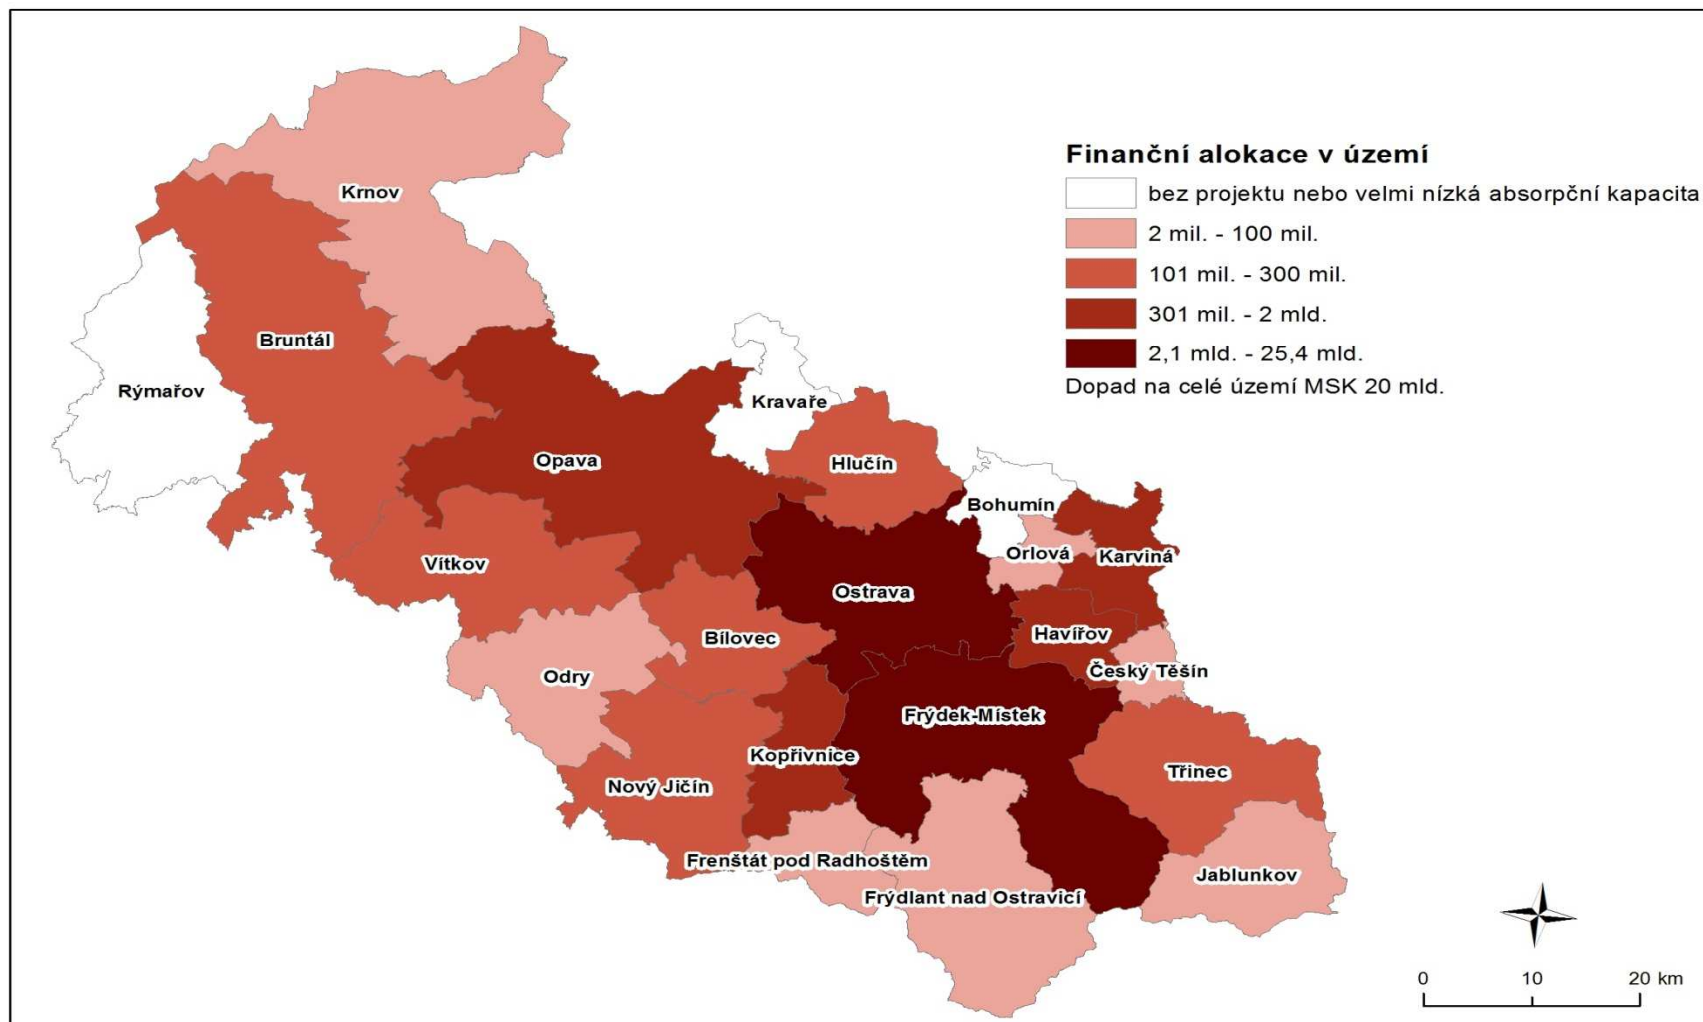 Finanční alokace v území
bez projektu nebo velmi nízká absorpční kapacita
2 mil. - 100 mil.
101 mil. - 300 mil.
301 mil. - 2 mld.
2,1 mld. - 25,4 mld.
Dopad na celé území MSK 20 mld.
Krnov
Bruntál
Rýmařov
Kravaře
Opava
Hlučín
Bohumín
Orlová
Karviná
Vítkov
Ostrava
Havířov
Bílovec
Český Těšín
Odry
Frýdek-Místek
Kopřivnice
Třinec
Nový Jičín
Frenštát pod Radhoštěm
Jablunkov
Frýdlant nad Ostravicí
0 10 20 km